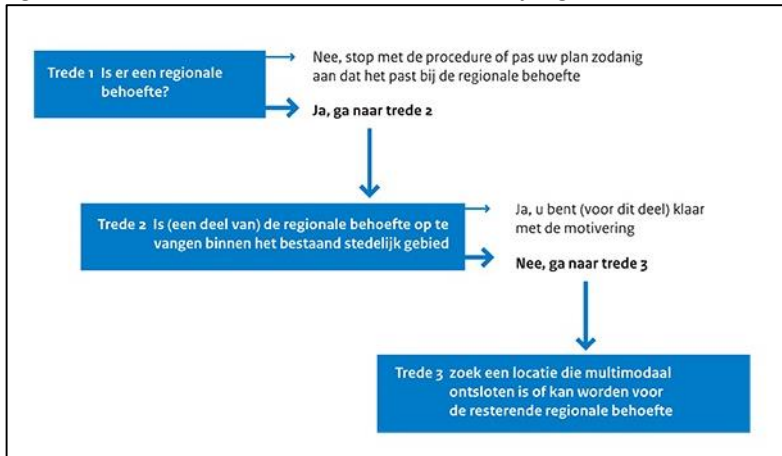 Trede 1 Is er een regionale
behoefte?
Nee, stop met de procedure of pas uw plan zodanig
aan dat het past bij de regionale behoefte
Ja, ga naar trede 2
Trede 2 Is (een deel van) de regionale behoefte op te
vangen binnen het bestaand stedelijk gebied
Ja, u bent (voor dit deel) klaar
met de motivering
Nee, ga naar trede 3
Trede 3 zoek een locatie die multimodaal
ontsloten is of kan worden voor
de resterende regionale behoefte